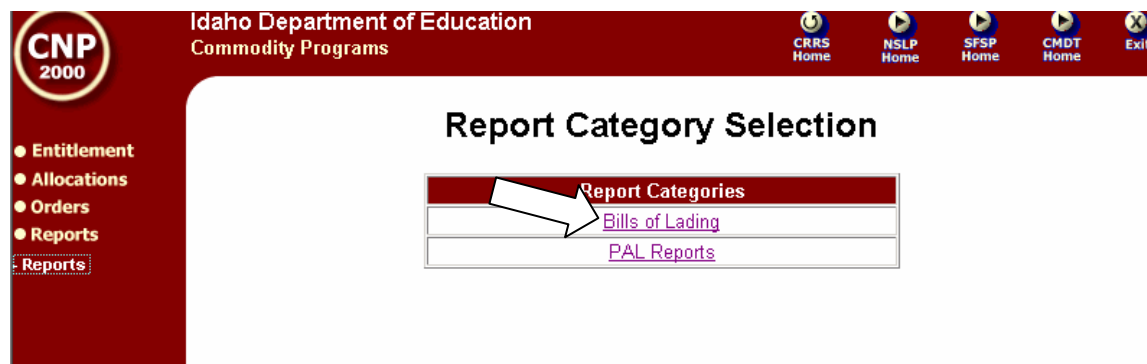 CNP
2000
Idaho Department of Education
Commodity Programs
CRRS
Home
NSLP
Home
SFSP
Home
CMDT
Home
Exit
Entitlement
Allocations
Orders
Reports
- Reports
Report Category Selection
Report Categories
Bills of Lading
PAL Reports